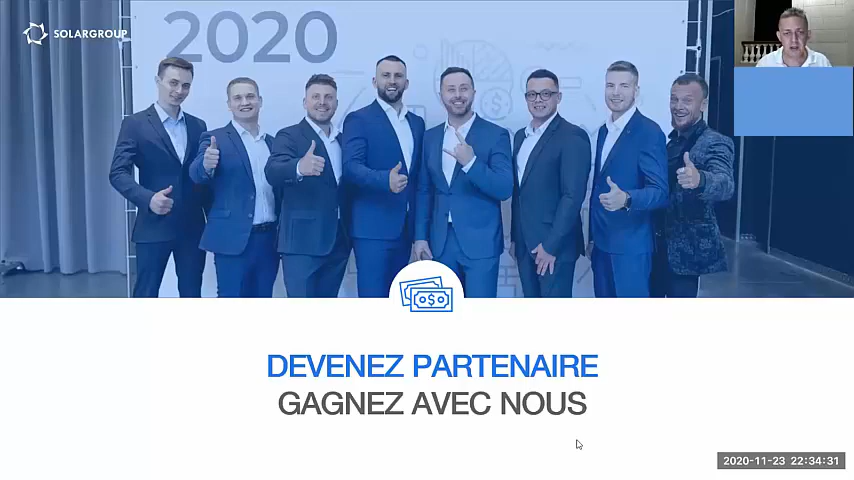 2020
SOLARGROUP
DEVENEZ PARTENAIRE
GAGNEZ AVEC NOUS
2020-11-23 22:34:31